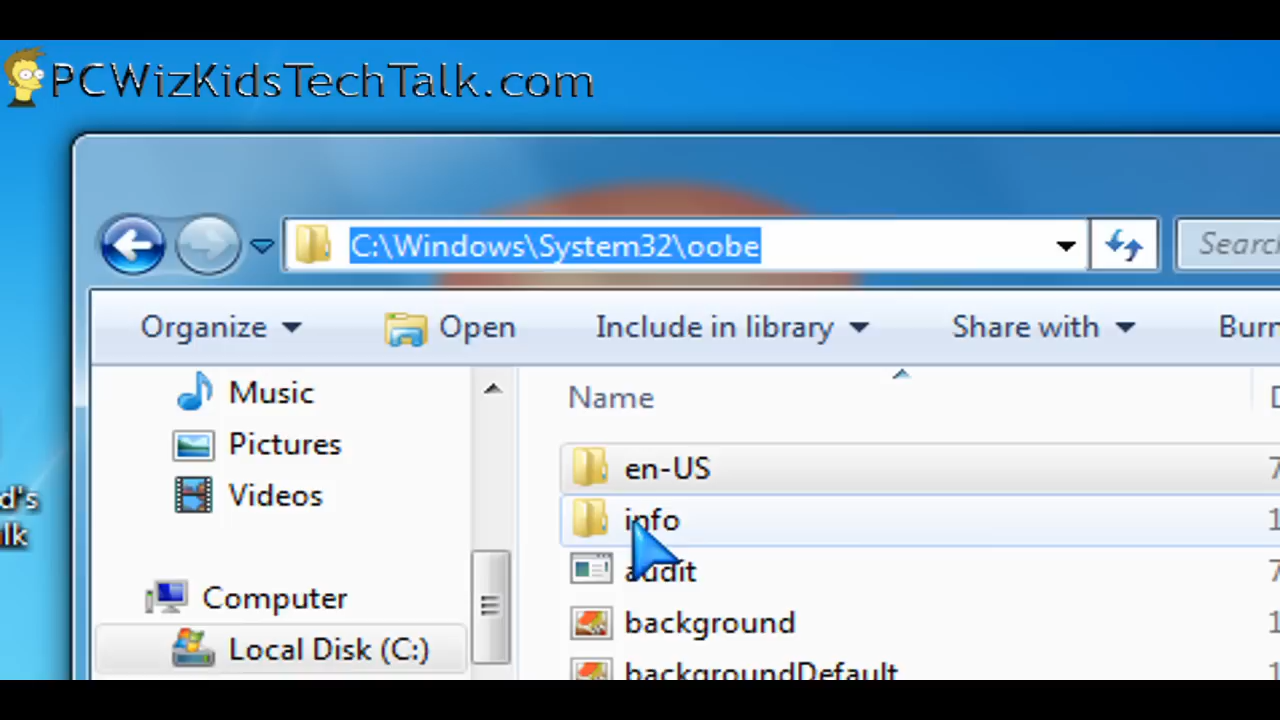 PCWizKidsTechTalk.com
C:\Windows\System32\oobe
Search
Organize
Open
Include in library
Share with
Burn
Music
Name
Pictures
en-US
Videos
d's
info
lk
audit
Computer
background
Local Disk (C:)
backgroundDefault